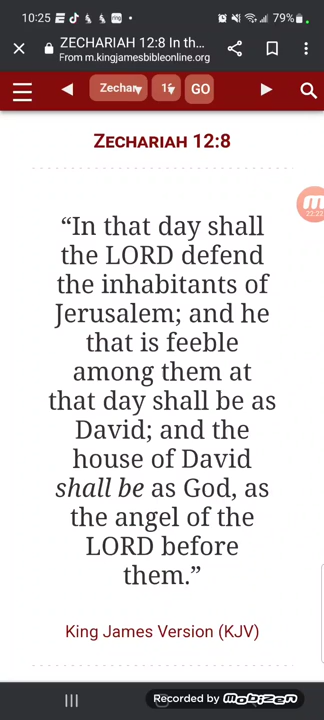 10:25
79%
ZECHARIAH 12:8 In th...
From m.kingjamesbibleonline.org
Zechar
GO
ZECHARIAH 12:8
22:22
“In that day shall
the LORD defend
the inhabitants of
Jerusalem; and he
that is feeble
among them at
that day shall be as
David; and the
house of David
shall be as God, as
the angel of the
LORD before
them.”
King James Version (KJV)
Recorded by mobizen